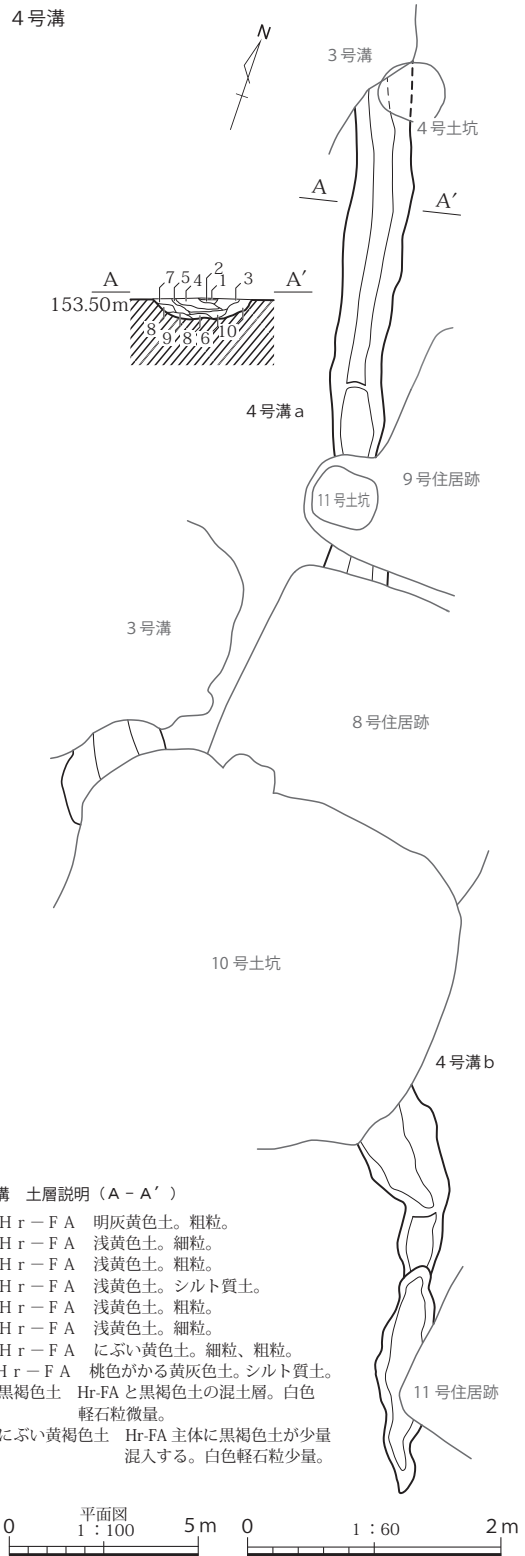 ４号溝
N
３号溝
４号土坑
A
A′
A
7 5 4 2 1 3
A′
153.50m
8 9 8 6 10
４号溝a
９号住居跡
11号土坑
３号溝
８号住居跡
10号土坑
４号溝b
溝　土層説明（A－A′）
Hr－FA　明灰黄色土。粗粒。
Hr－FA　浅黄色土。細粒。
Hr－FA　浅黄色土。粗粒。
Hr－FA　浅黄色土。シルト質土。
Hr－FA　浅黄色土。粗粒。
Hr－FA　浅黄色土。細粒。
Hr－FA　にぶい黄色土。細粒、粗粒。
Hr－FA　桃色がかる黄灰色土。シルト質土。
黒褐色土　Hr-FAと黒褐色土の混土層。白色
軽石粒微量。
にぶい黄褐色土　Hr-FA主体に黒褐色土が少量
混入する。白色軽石粒少量。
11号住居跡
平面図
0 1：100 5m
0 1：60 2m